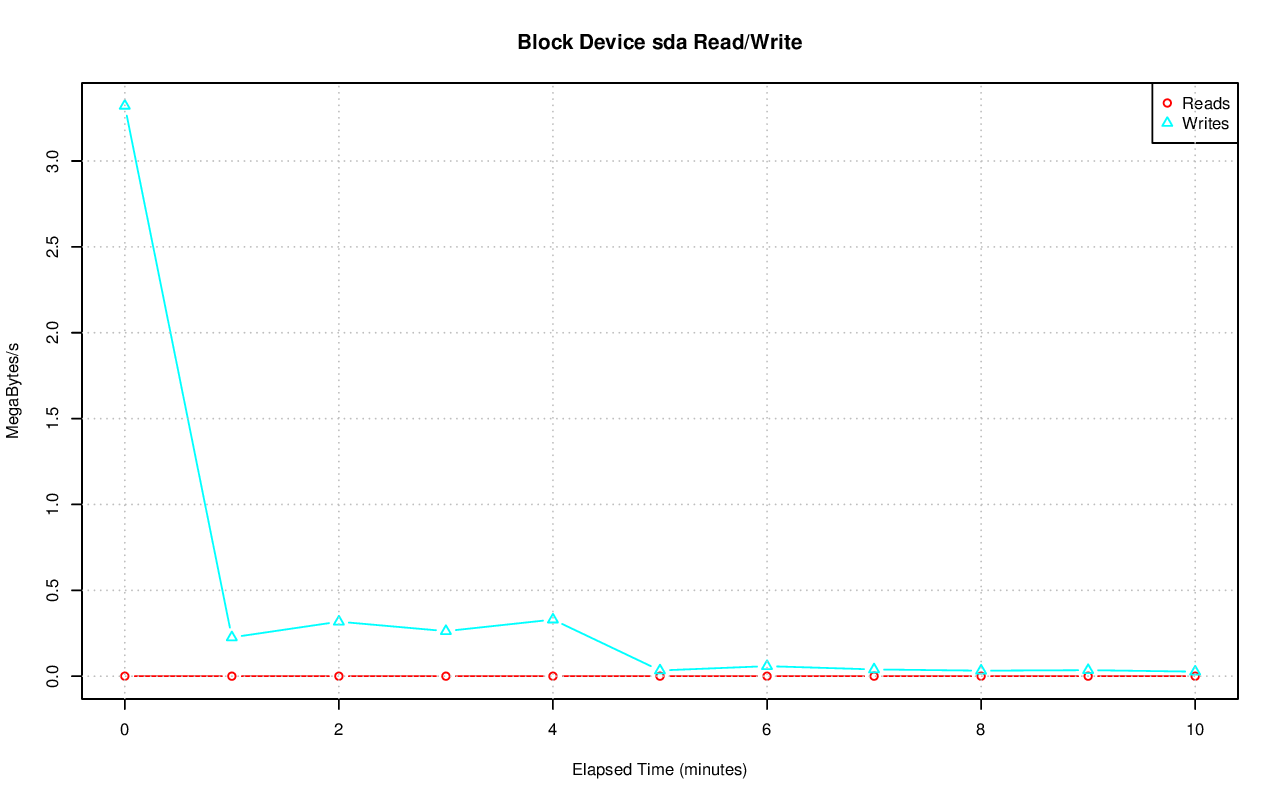 Block Device sda Read/Write
Reads
Writes
3.0
2.5
2.0
1.5
1.0
0.5
0.0
MegaBytes/s
0 2 4 6 8 10
Elapsed Time (minutes)